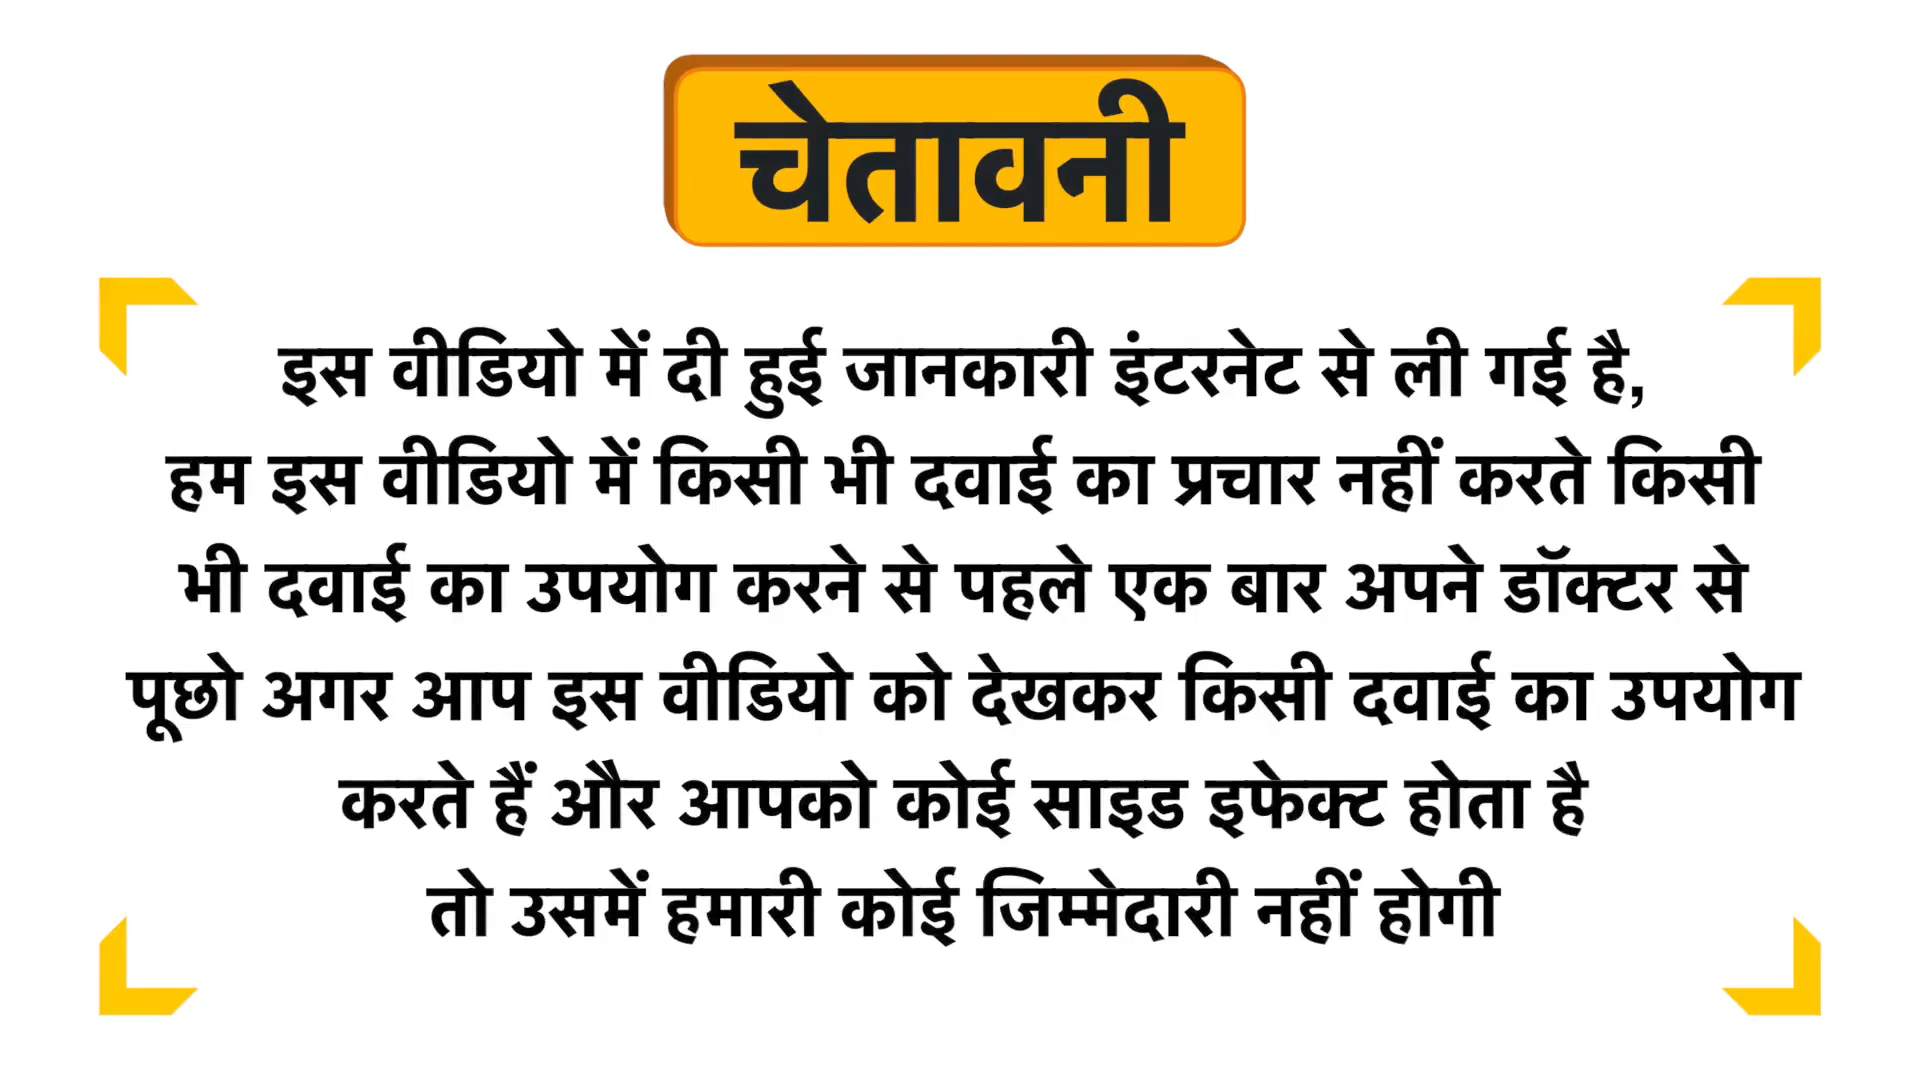 चेतावनी
इस वीडियो में दी हुई जानकारी इंटरनेट से ली गई है,
हम इस वीडियो में किसी भी दवाई का प्रचार नहीं करते किसी
भी दवाई का उपयोग करने से पहले एक बार अपने डॉक्टर से
पूछो अगर आप इस वीडियो को देखकर किसी दवाई का उपयोग
करते हैं और आपको कोई साइड इफेक्ट होता है
तो उसमें हमारी कोई जिम्मेदारी नहीं होगी